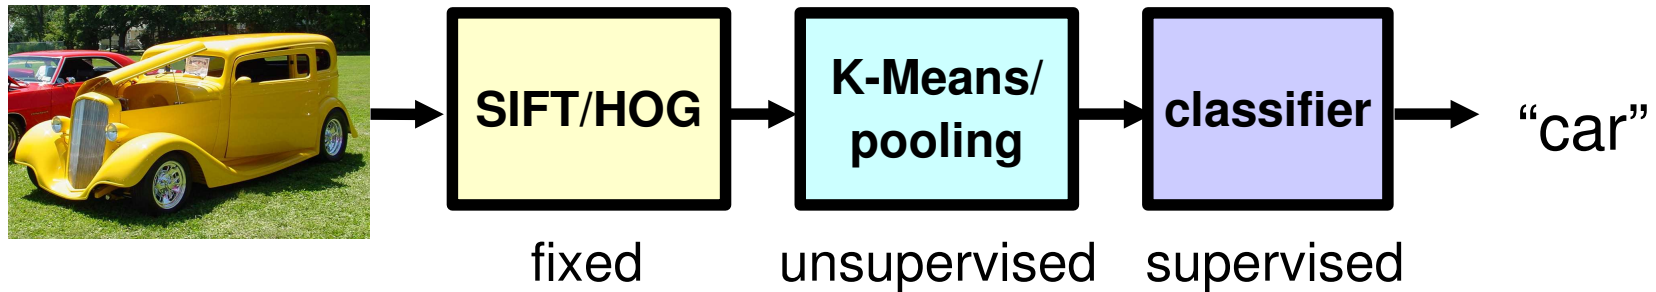 SIFT/HOG
K-Means/
pooling
classifier
“car”
fixed
unsupervised
supervised